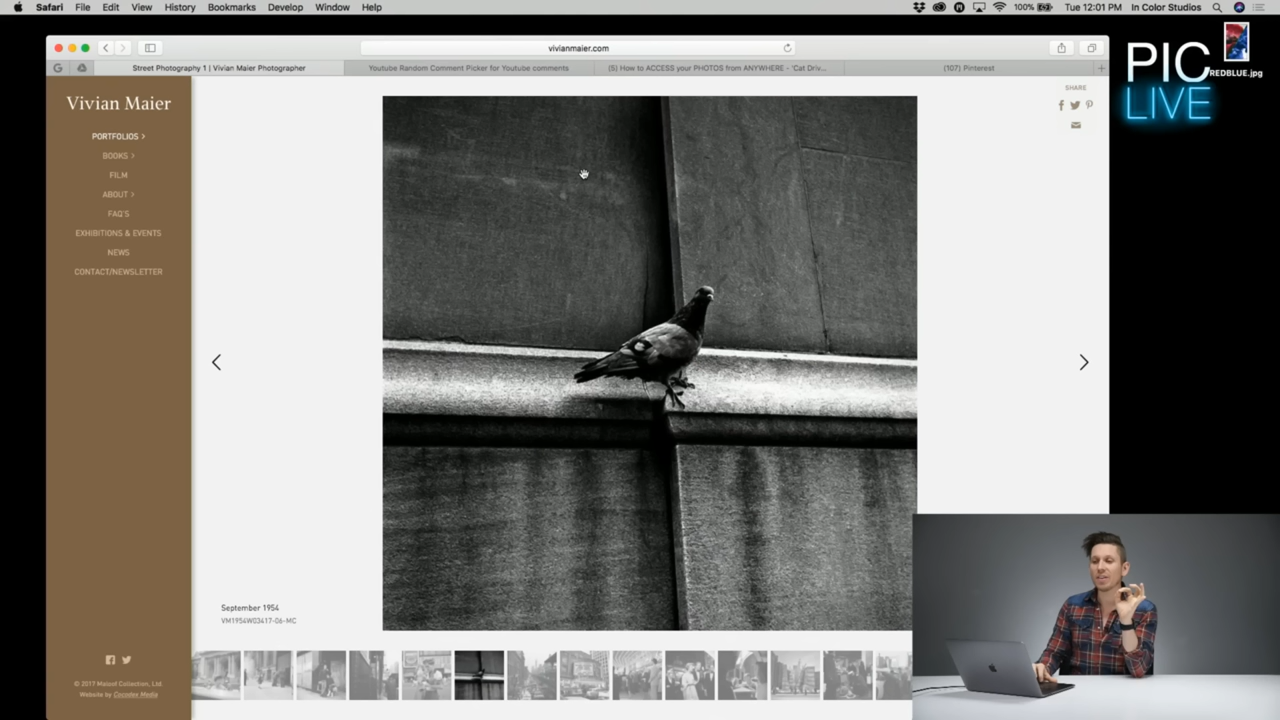 Safari File Edit View History Bookmarks Develop Window Help 100% Tue 12:01 PM In Color Studios
vivianmaier.com
Street Photography 1 | Vivian Maier Photographer Youtube Random Comment Picker for Youtube comments (5) How to ACCESS your PHOTOS from ANYWHERE - 'Cat Driv... (107) Pinterest
PIC
LIVE
REDBLUE.jpg
Vivian Maier
PORTFOLIOS >
BOOKS >
FILM
ABOUT >
FAQ'S
EXHIBITIONS & EVENTS
NEWS
CONTACT/NEWSLETTER
SHARE
September 1954
VM1954W03417-06-MC
© 2017 Maloof Collection, Ltd.
Website by Cocodex Media